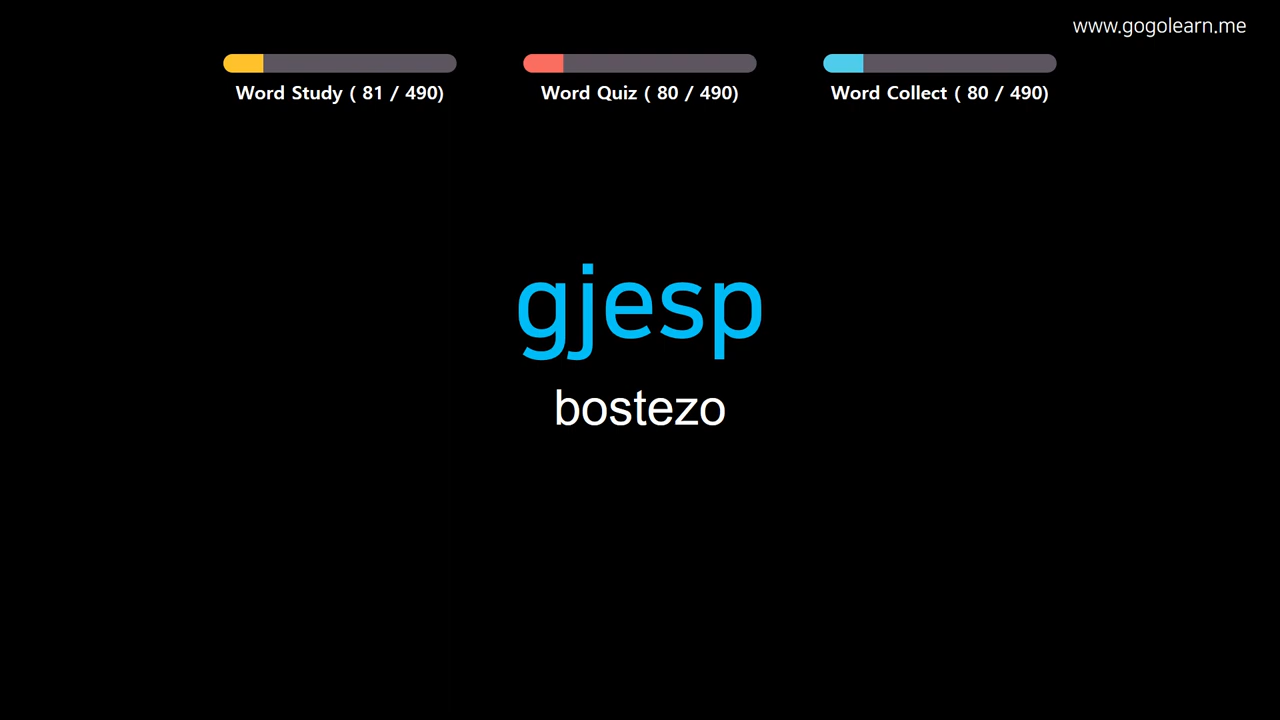 www.gogolearn.me
Word Study ( 81 / 490)
Word Quiz ( 80 / 490)
Word Collect ( 80 / 490)
gjesp
bostezo